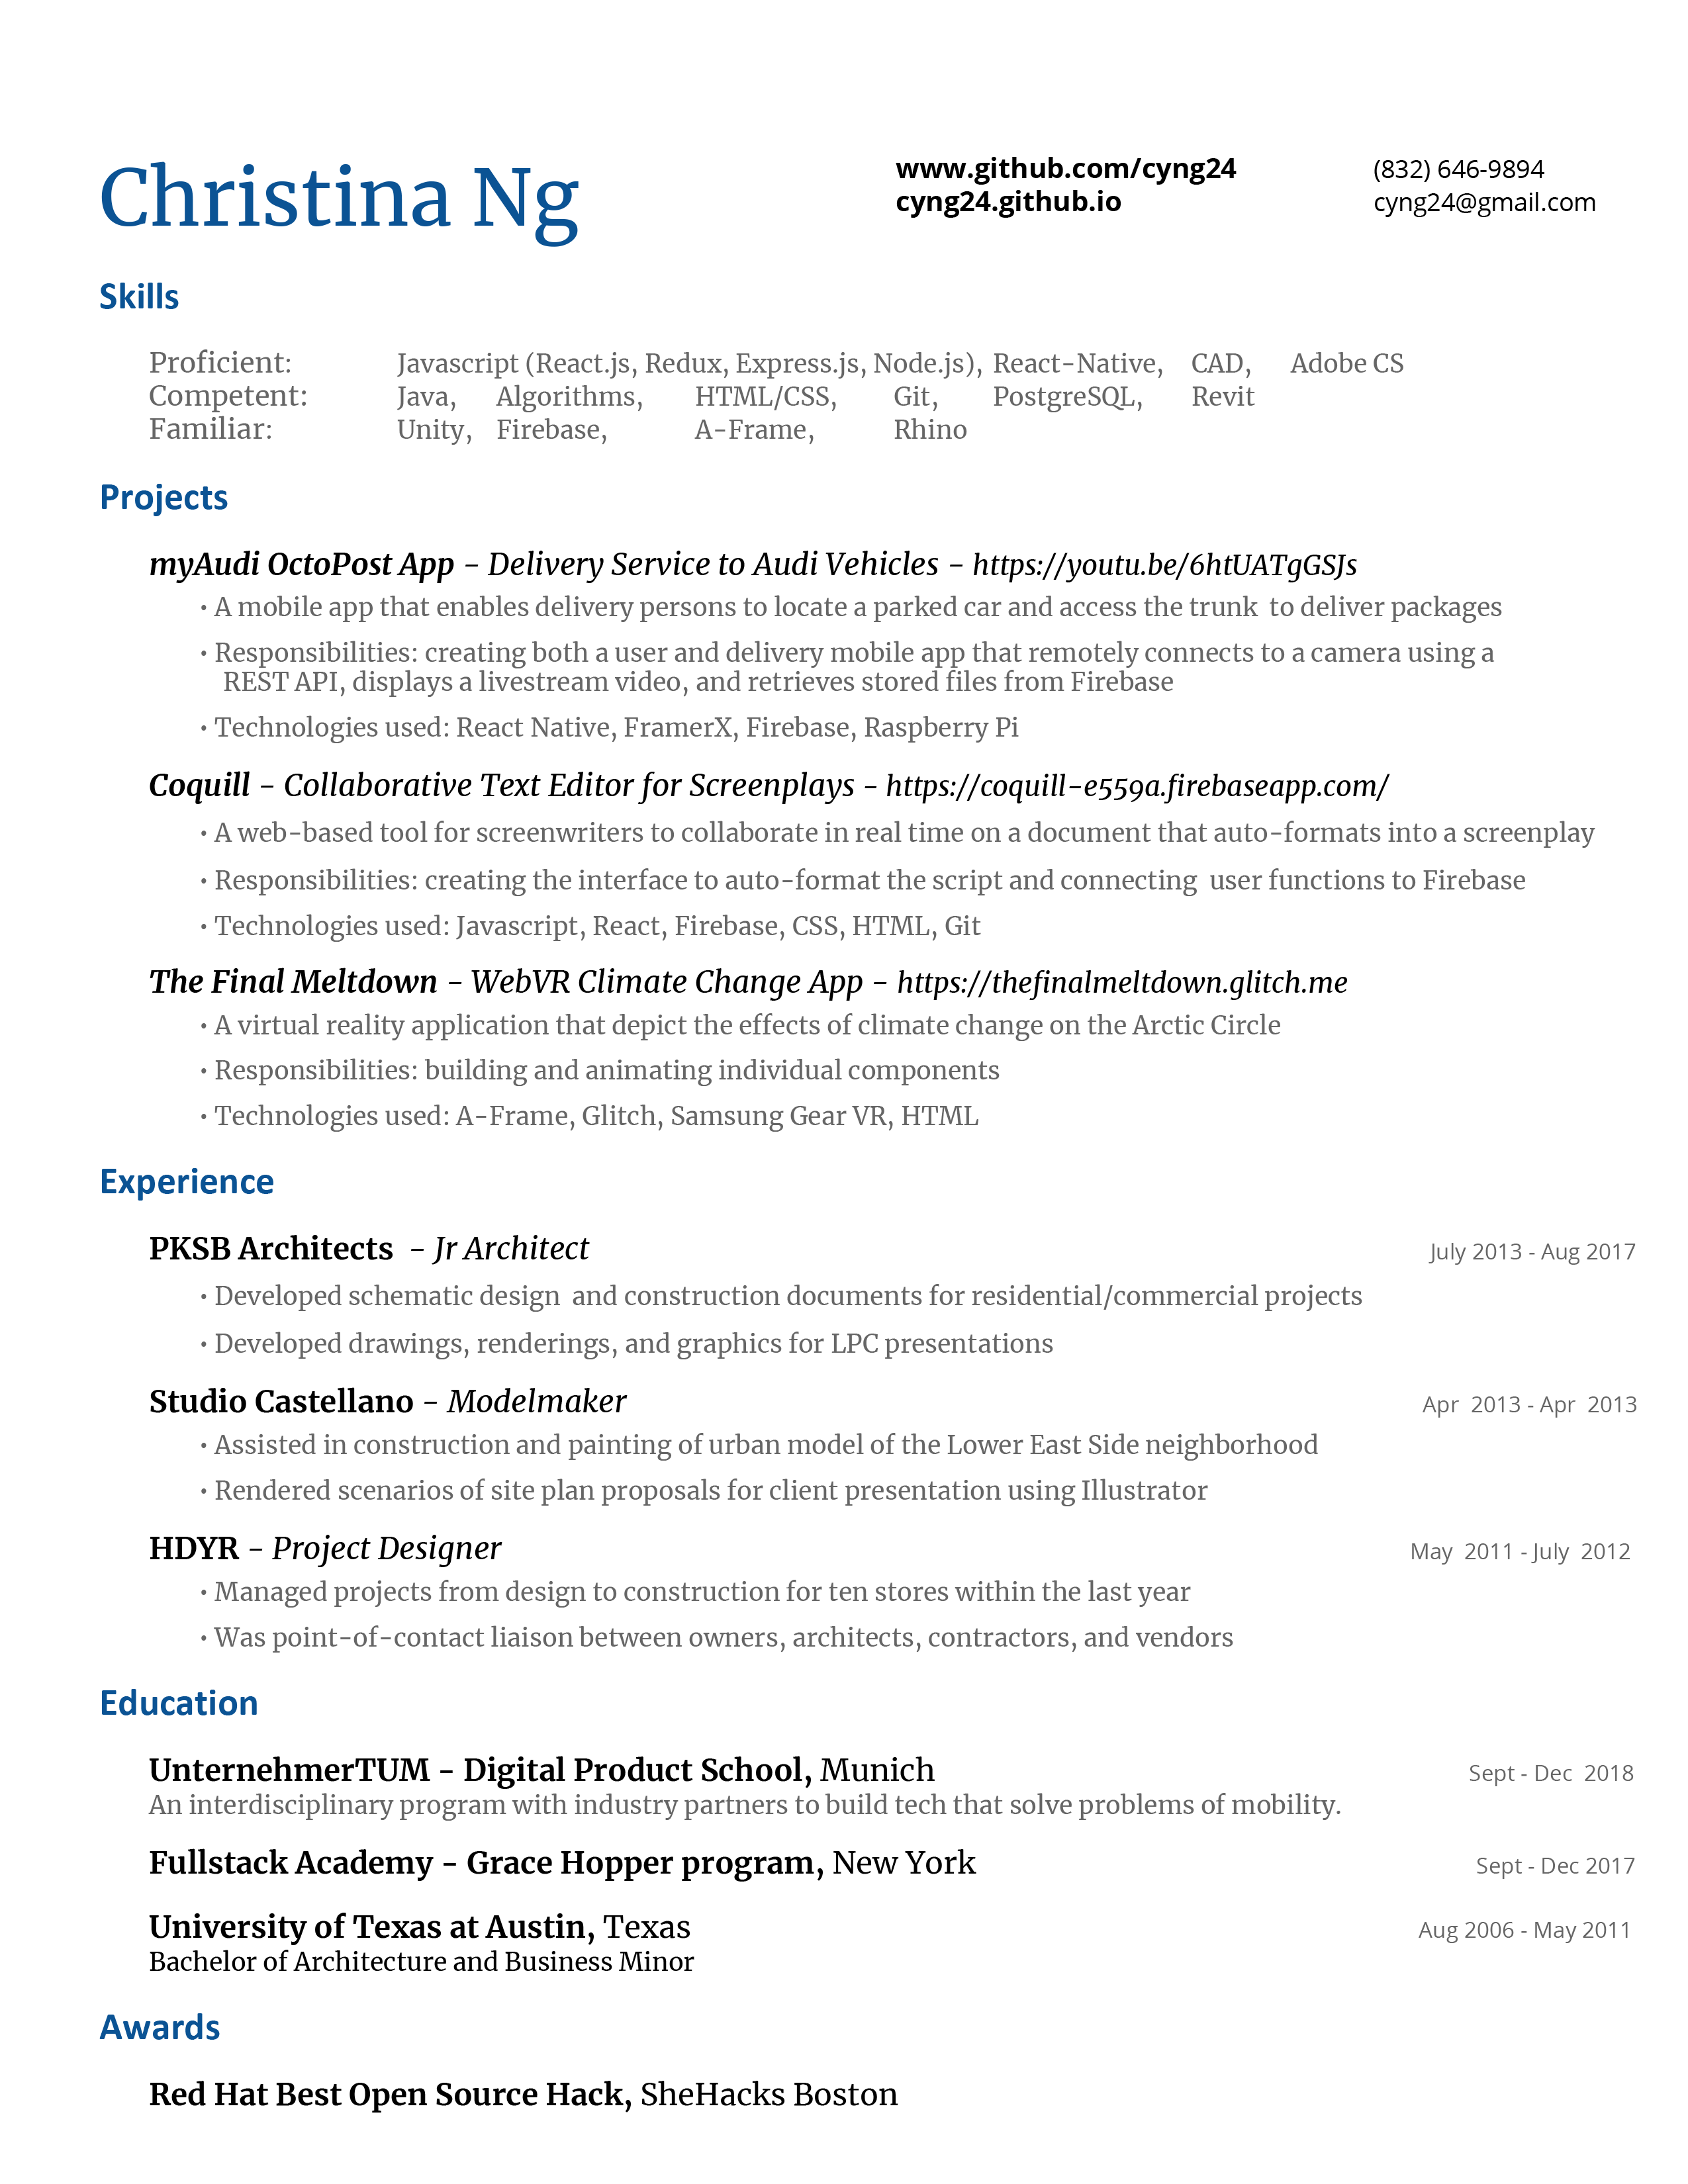 Christina Ng
www.github.com/cyng24
cyng24.github.io
(832) 646-9894
cyng24@gmail.com
Skills
Proficient: Javascript (React.js, Redux, Express.js, Node.js), React-Native, CAD, Adobe CS
Competent: Java, Algorithms, HTML/CSS, Git, PostgreSQL, Revit
Familiar: Unity, Firebase, A-Frame, Rhino
Projects
myAudi OctoPost App – Delivery Service to Audi Vehicles – https://youtu.be/6htUATgGSJs
• A mobile app that enables delivery persons to locate a parked car and access the trunk to deliver packages
• Responsibilities: creating both a user and delivery mobile app that remotely connects to a camera using a
REST API, displays a livestream video, and retrieves stored files from Firebase
• Technologies used: React Native, FramerX, Firebase, Raspberry Pi
Coquill – Collaborative Text Editor for Screenplays – https://coquill-e559a.firebaseapp.com/
• A web-based tool for screenwriters to collaborate in real time on a document that auto-formats into a screenplay
• Responsibilities: creating the interface to auto-format the script and connecting user functions to Firebase
• Technologies used: Javascript, React, Firebase, CSS, HTML, Git
The Final Meltdown – WebVR Climate Change App – https://thefinalmeltdown.glitch.me
• A virtual reality application that depict the effects of climate change on the Arctic Circle
• Responsibilities: building and animating individual components
• Technologies used: A-Frame, Glitch, Samsung Gear VR, HTML
Experience
PKSB Architects – Jr Architect July 2013 - Aug 2017
• Developed schematic design and construction documents for residential/commercial projects
• Developed drawings, renderings, and graphics for LPC presentations
Studio Castellano – Modelmaker Apr 2013 - Apr 2013
• Assisted in construction and painting of urban model of the Lower East Side neighborhood
• Rendered scenarios of site plan proposals for client presentation using Illustrator
HDYR – Project Designer May 2011 - July 2012
• Managed projects from design to construction for ten stores within the last year
• Was point-of-contact liaison between owners, architects, contractors, and vendors
Education
UnternehmerTUM – Digital Product School, Munich Sept - Dec 2018
An interdisciplinary program with industry partners to build tech that solve problems of mobility.
Fullstack Academy – Grace Hopper program, New York Sept - Dec 2017
University of Texas at Austin, Texas Aug 2006 - May 2011
Bachelor of Architecture and Business Minor
Awards
Red Hat Best Open Source Hack, SheHacks Boston